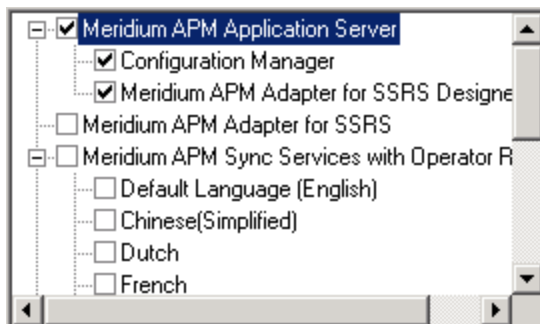 Meridium APM Application Server
Configuration Manager
Meridium APM Adapter for SSRS Designe
Meridium APM Adapter for SSRS
Meridium APM Sync Services with Operator R
Default Language (English)
Chinese(Simplified)
Dutch
French